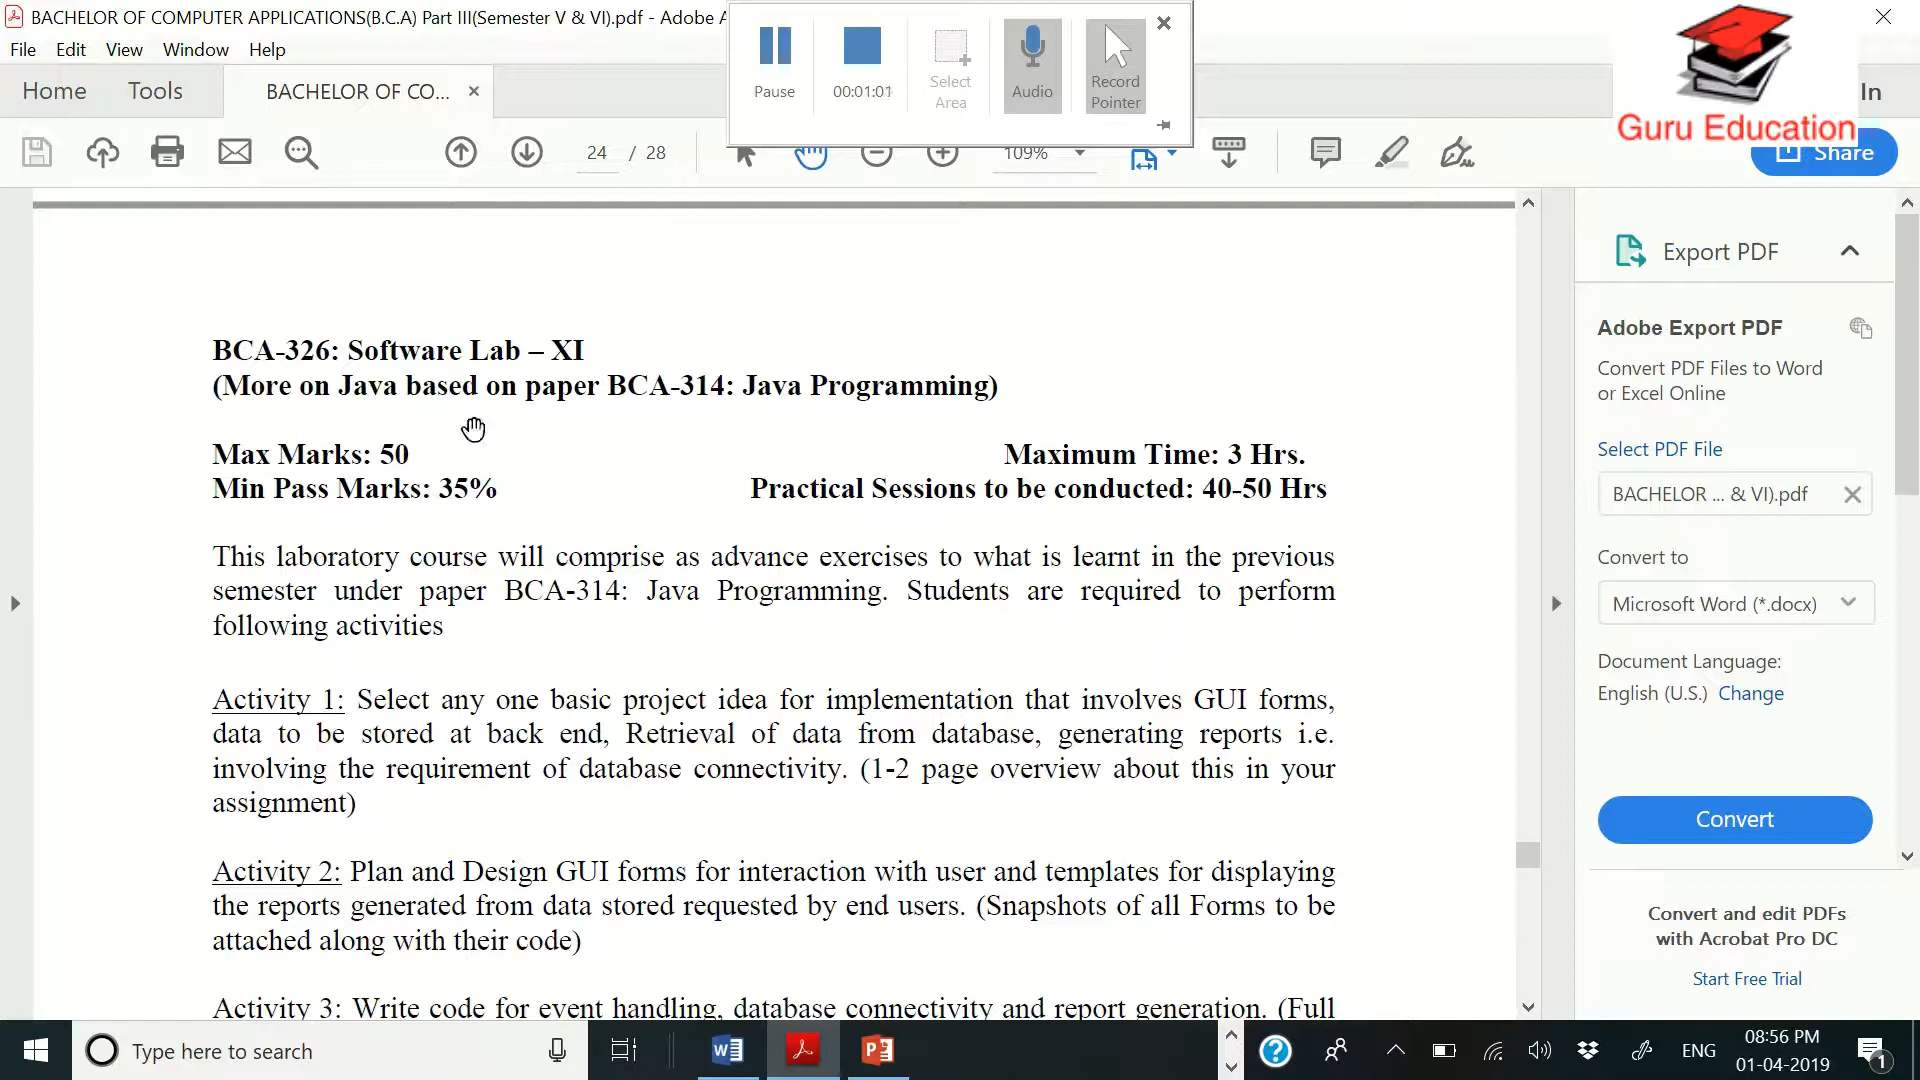 BACHELOR OF COMPUTER APPLICATIONS(B.C.A) Part III(Semester V & VI).pdf - Adobe A
File Edit View Window Help
Pause
00:01:01
Select
Area
Audio
Record
Pointer
Guru Education
Home
Tools
BACHELOR OF CO...
In
24 / 28
109%
Share
BCA-326: Software Lab – XI
(More on Java based on paper BCA-314: Java Programming)
Max Marks: 50 Maximum Time: 3 Hrs.
Min Pass Marks: 35% Practical Sessions to be conducted: 40-50 Hrs
This laboratory course will comprise as advance exercises to what is learnt in the previous
semester under paper BCA-314: Java Programming. Students are required to perform
following activities
Activity 1: Select any one basic project idea for implementation that involves GUI forms,
data to be stored at back end, Retrieval of data from database, generating reports i.e.
involving the requirement of database connectivity. (1-2 page overview about this in your
assignment)
Activity 2: Plan and Design GUI forms for interaction with user and templates for displaying
the reports generated from data stored requested by end users. (Snapshots of all Forms to be
attached along with their code)
Activity 3: Write code for event handling, database connectivity and report generation. (Full
Export PDF
Adobe Export PDF
Convert PDF Files to Word
or Excel Online
Select PDF File
BACHELOR ... & VI).pdf
Convert to
Microsoft Word (*.docx)
Document Language:
English (U.S.) Change
Convert
Convert and edit PDFs
with Acrobat Pro DC
Start Free Trial
Type here to search
ENG
08:56 PM
01-04-2019
1